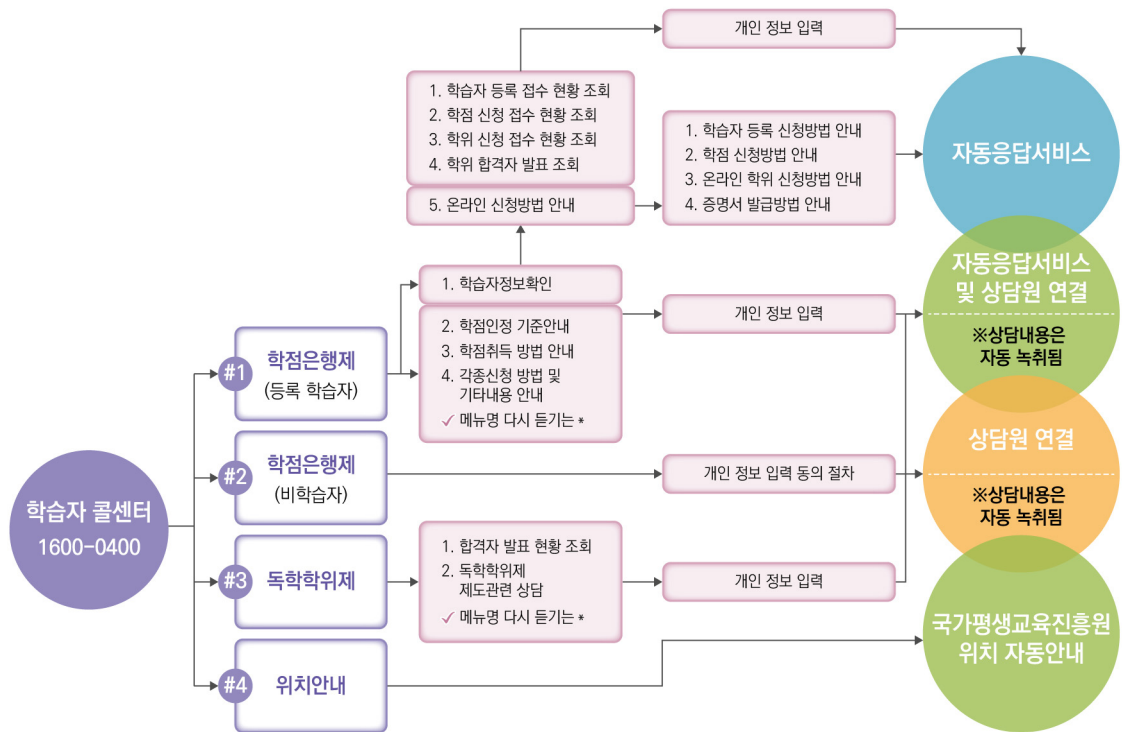 개인 정보 입력
1. 학습자 등록 접수 현황 조회
2. 학점 신청 접수 현황 조회
3. 학위 신청 접수 현황 조회
4. 학위 합격자 발표 조회
5. 온라인 신청방법 안내
1. 학습자 등록 신청방법 안내
2. 학점 신청방법 안내
3. 온라인 학위 신청방법 안내
4. 증명서 발급방법 안내
자동응답서비스
1. 학습자정보확인
2. 학점인정 기준안내
3. 학점취득 방법 안내
4. 각종신청 방법 및
기타내용 안내
✓ 메뉴명 다시 듣기는 *
개인 정보 입력
자동응답서비스
및 상담원 연결
※상담내용은
자동 녹취됨
#1
학점은행제
(등록 학습자)
#2
학점은행제
(비학습자)
개인 정보 입력 동의 절차
상담원 연결
※상담내용은
자동 녹취됨
학습자 콜센터
1600-0400
#3
독학학위제
1. 합격자 발표 현황 조회
2. 독학학위제
제도관련 상담
✓ 메뉴명 다시 듣기는 *
개인 정보 입력
#4
위치안내
국가평생교육진흥원
위치 자동안내